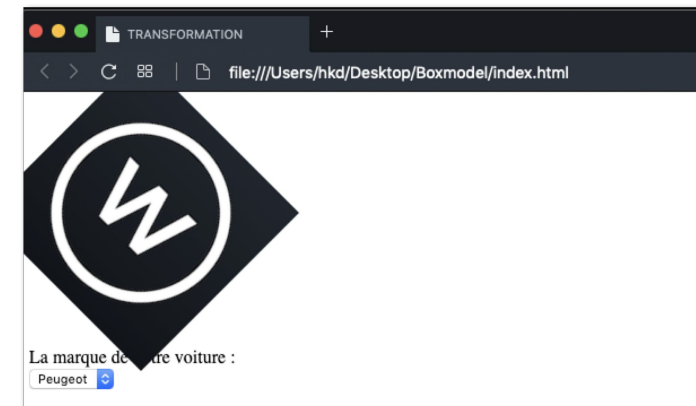 TRANSFORMATION
file:///Users/hkd/Desktop/Boxmodel/index.html
W
La marque de tre voiture :
Peugeot